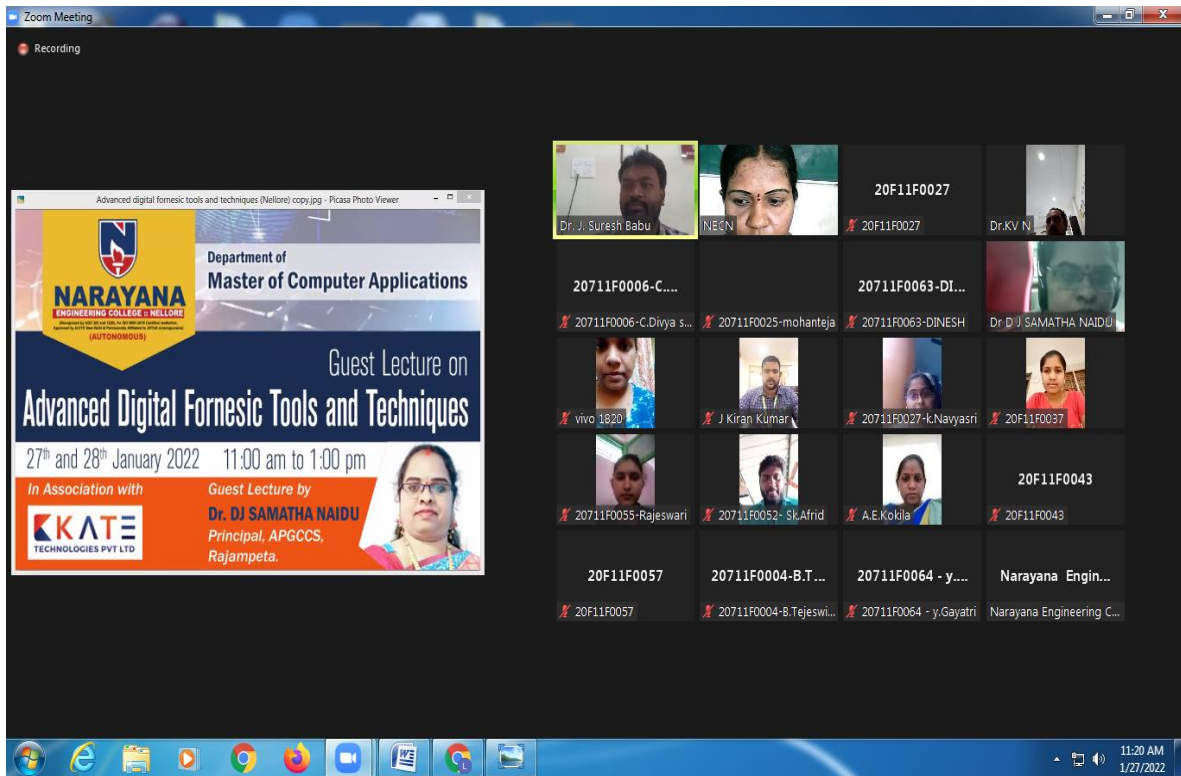 Zoom Meeting
Recording
Advanced digital fornesic tools and techniques (Nellore) copy.jpg - Picasa Photo Viewer
NARAYANA
ENGINEERING COLLEGE :: NELLORE
(AUTONOMOUS)
Department of
Master of Computer Applications
Guest Lecture on
Advanced Digital Fornesic Tools and Techniques
27th and 28th January 2022 11:00 am to 1:00 pm
In Association with
KATE
TECHNOLOGIES PVT LTD
Guest Lecture by
Dr. DJ SAMATHA NAIDU
Principal, APGCCS,
Rajampeta.
Dr. J. Suresh Babu
NECN
20F11F0027
20F11F0027
Dr.KV N
20711F0006-C....
20711F0006-C.Divya s...
20711F0025-mohanteja
20711F0063-DI...
20711F0063-DINESH
Dr D J SAMATHA NAIDU
vivo 1820
J Kiran Kumar
20711F0027-k.Navyasri
20F11F0037
20711F0055-Rajeswari
20711F0052- Sk.Afrid
A.E.Kokila
20F11F0043
20F11F0043
20F11F0057
20F11F0057
20711F0004-B.T...
20711F0004-B.Tejeswi...
20711F0064 - y....
20711F0064 - y.Gayatri
Narayana Engin...
Narayana Engineering C...
11:20 AM
1/27/2022